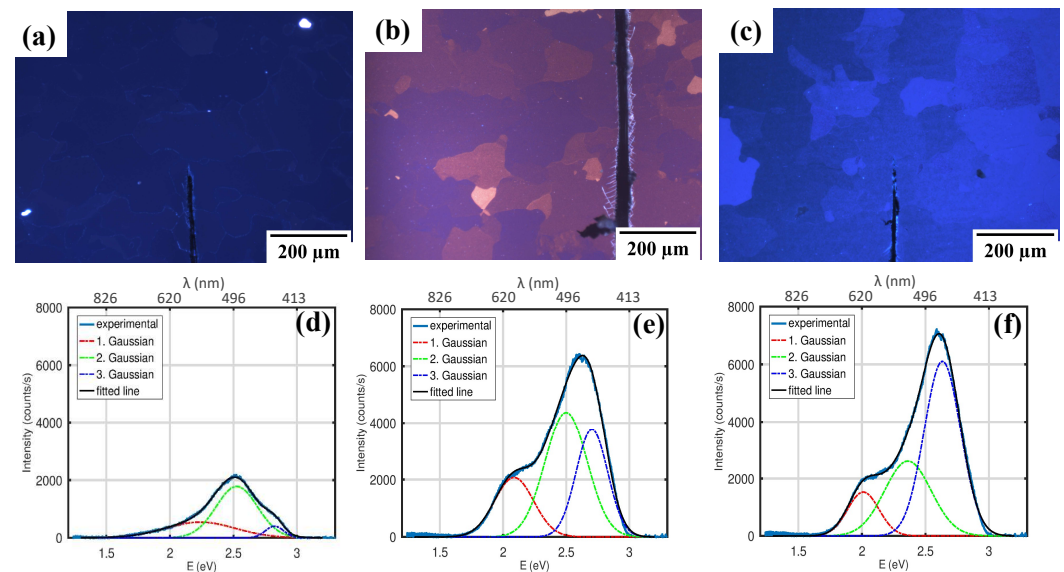 (a)
200 µm
(b)
200 µm
(c)
200 µm
λ (nm)
826 620 496 413
8000
6000
4000
2000
0
Intensity (counts/s)
experimental
1. Gaussian
2. Gaussian
3. Gaussian
fitted line
(d)
1.5 2 2.5 3
E (eV)
λ (nm)
826 620 496 413
8000
6000
4000
2000
0
Intensity (counts/s)
experimental
1. Gaussian
2. Gaussian
3. Gaussian
fitted line
(e)
1.5 2 2.5 3
E (eV)
λ (nm)
826 620 496 413
8000
6000
4000
2000
0
Intensity (counts/s)
experimental
1. Gaussian
2. Gaussian
3. Gaussian
fitted line
(f)
1.5 2 2.5 3
E (eV)